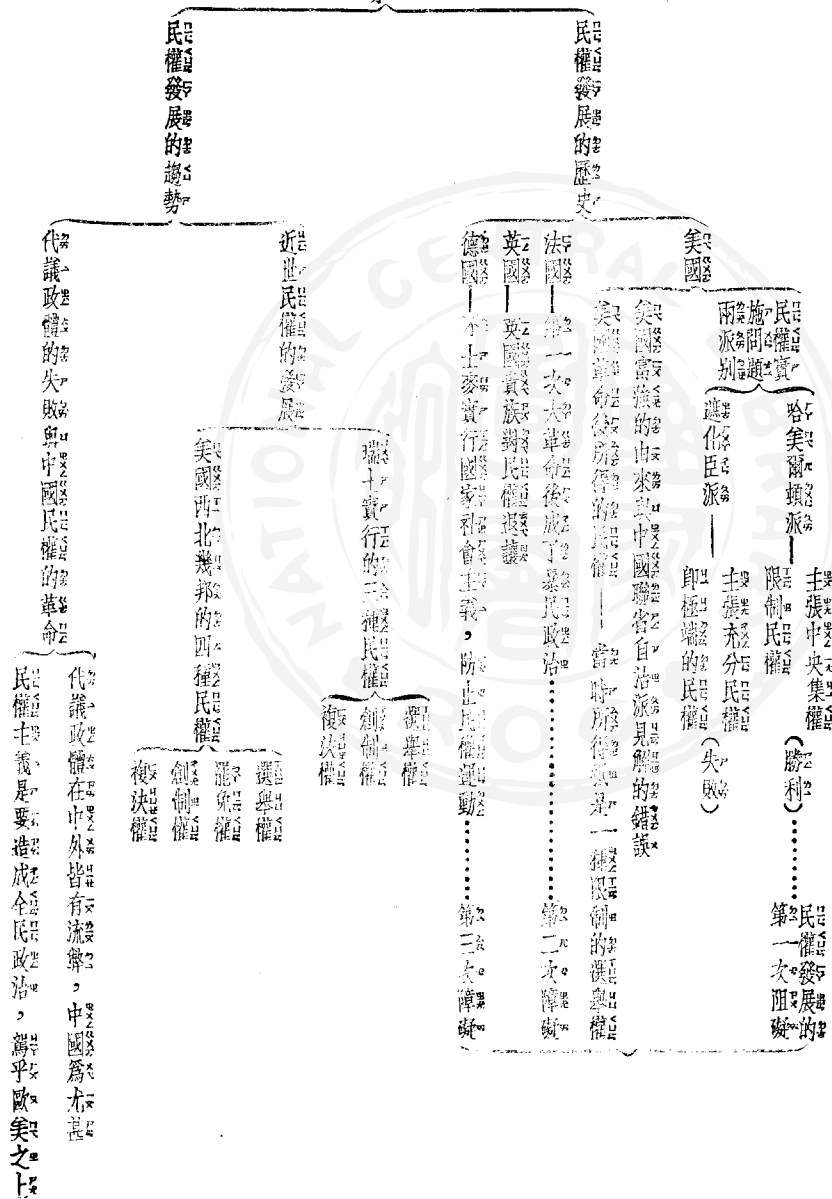 民權發展的歷史
美國
民權實
施問題
兩派別
哈美爾頓派
主張中央集權
限制民權
(勝利)
民權發展的
第一次阻礙
遮化臣派
主張充分民權
即極端的民權
(失敗)
美國富強的由來與中國聯省自治派見解的錯誤
美國革命後所得的民權——當時所得祇是一種限制的選舉權
法國——第一次大革命後成了暴民政治………第二次障礙
英國——英國貴族對民權退讓
德國——不士麥實行國家社會主義,防止民權運動………第三次障礙
民權發展的趨勢
近世民權的發展
瑞士實行的三種民權
選舉權
創制權
複決權
美國西北幾邦的四種民權
選舉權
罷免權
創制權
複決權
代議政體的失敗與中國民權的革命
代議政體在中外皆有流弊,中國爲尤甚
民權主義是要造成全民政治,駕乎歐美之上
NATIONAL CENTRAL LIBRARY